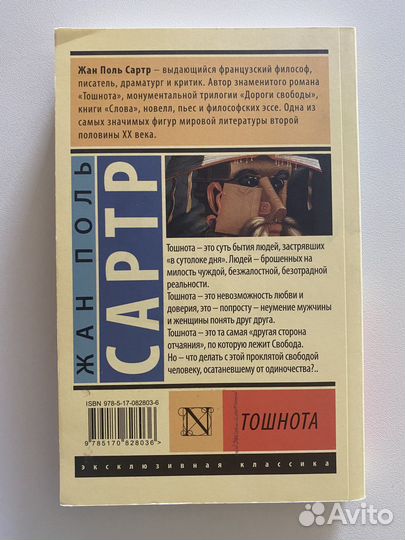 Жан Поль Сартр – выдающийся французский философ,
писатель, драматург и критик. Автор знаменитого романа
"Тошнота", монументальной трилогии «Дороги свободы»,
книги «Слова», новелл, пьес и философских эссе. Одна из
самых значимых фигур мировой литературы второй
половины XX века.
ЖАН ПОЛЬ
САРТР
Тошнота – это суть бытия людей, застрявших
«в сутолоке дня». Людей – брошенных на
милость чуждой, безжалостной, безотрадной
реальности.
Тошнота – это невозможность любви и
доверия, это – попросту – неумение мужчины
и женщины понять друг друга.
Тошнота – это та самая «другая сторона
отчаяния», по которую лежит Свобода.
Но – что делать с этой проклятой свободой
человеку, осатаневшему от одиночества?..
ISBN 978-5-17-082803-6
9 785170 828036 >
N
ТОШНОТА
эксклюзивная классика
Avito